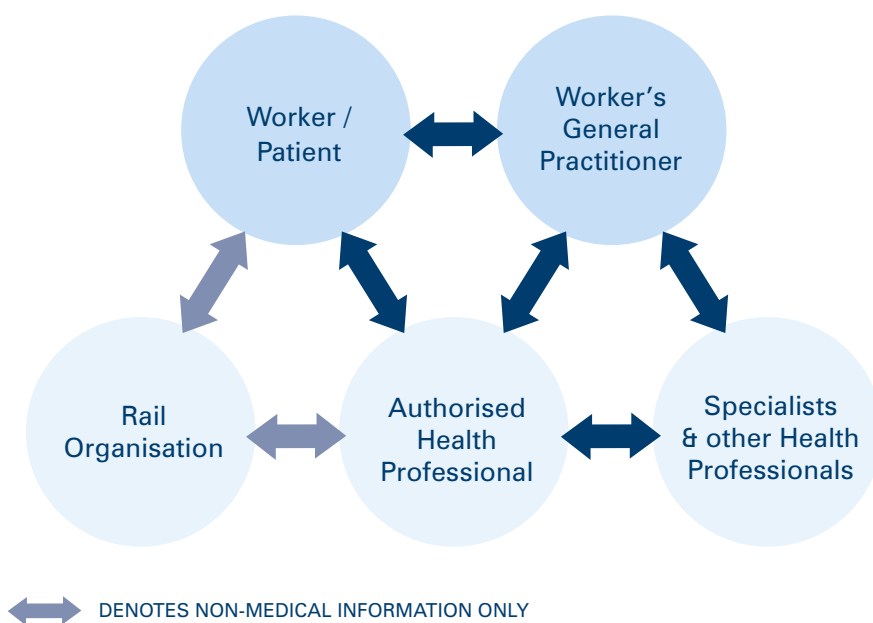 Worker /
Patient
Worker’s
General
Practitioner
Rail
Organisation
Authorised
Health
Professional
Specialists
& other Health
Professionals
DENOTES NON-MEDICAL INFORMATION ONLY